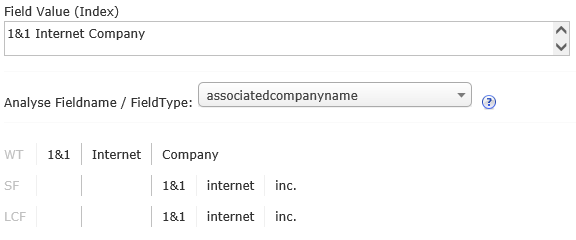 Field Value (Index)
1&1 Internet Company
Analyse Fieldname / FieldType: associatedcompanyname ?
WT 1&1 Internet Company
SF 1&1 internet inc.
LCF 1&1 internet inc.